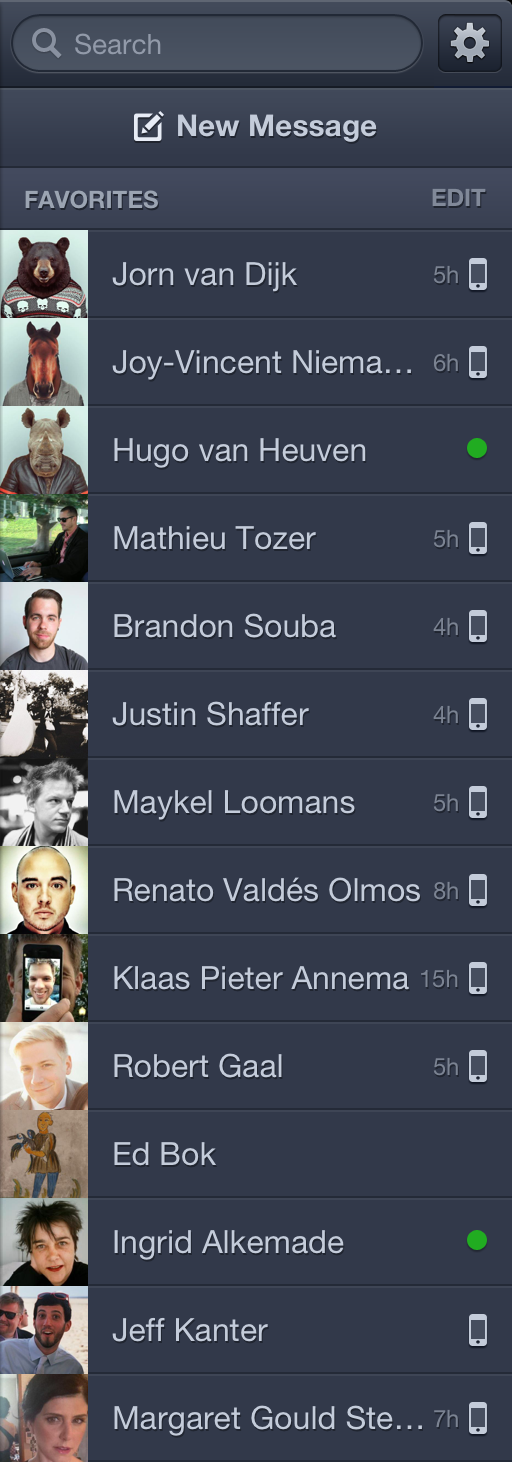 Search
New Message
FAVORITES EDIT
Jorn van Dijk 5h
Joy-Vincent Niema... 6h
Hugo van Heuven
Mathieu Tozer 5h
Brandon Souba 4h
Justin Shaffer 4h
Maykel Loomans 5h
Renato Valdés Olmos 8h
Klaas Pieter Annema 15h
Robert Gaal 5h
Ed Bok
Ingrid Alkemade
Jeff Kanter
Margaret Gould Ste... 7h